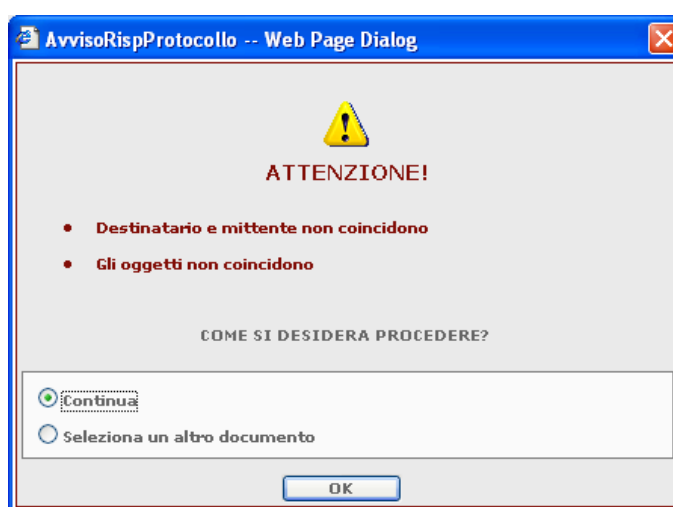 AvvisoRispProtocollo -- Web Page Dialog
ATTENZIONE!
• Destinatario e mittente non coincidono
• Gli oggetti non coincidono
COME SI DESIDERA PROCEDERE?
Continua
Seleziona un altro documento
OK